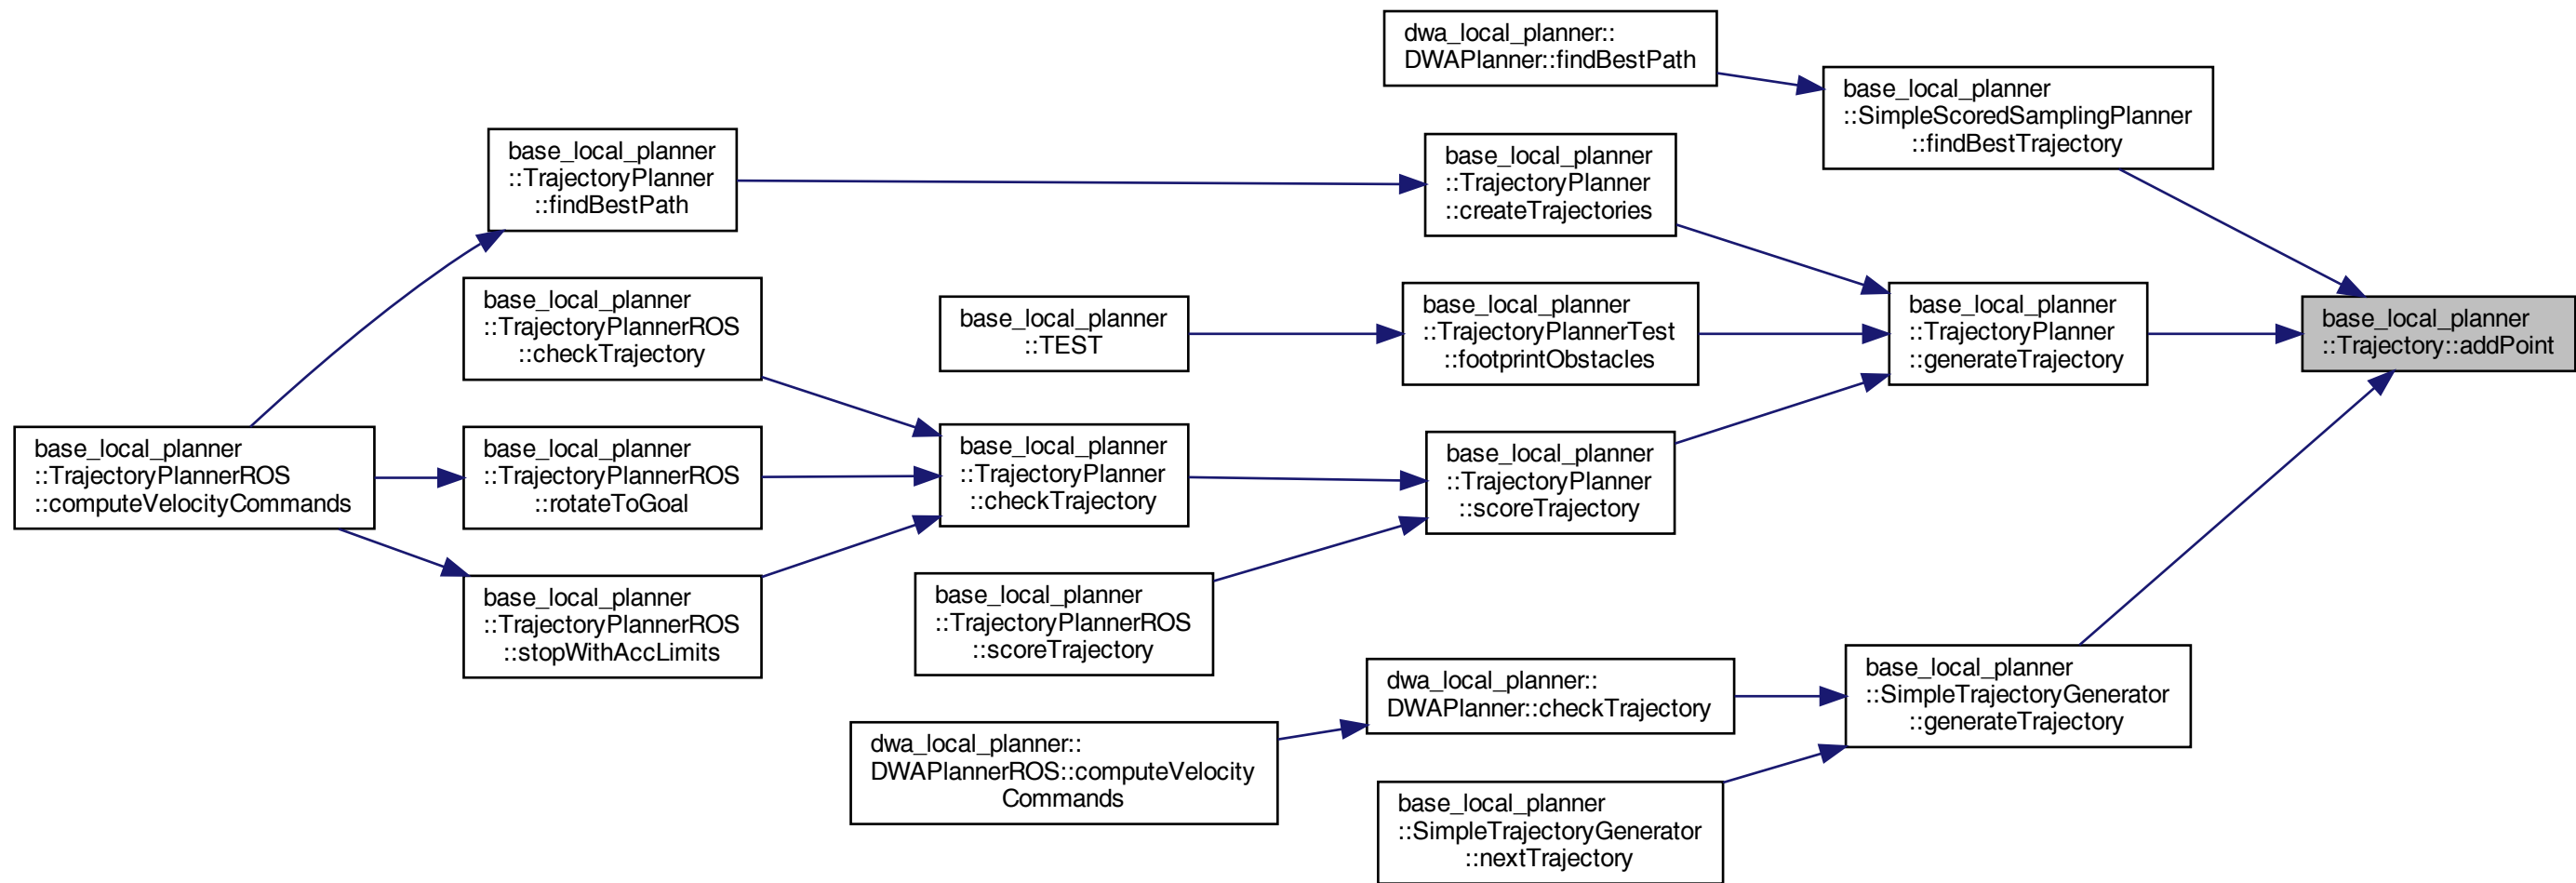 dwa_local_planner::
DWAPlanner::findBestPath
base_local_planner
::SimpleScoredSamplingPlanner
::findBestTrajectory
base_local_planner
::TrajectoryPlanner
::findBestPath
base_local_planner
::TrajectoryPlanner
::createTrajectories
base_local_planner
::TrajectoryPlannerROS
::checkTrajectory
base_local_planner
::TEST
base_local_planner
::TrajectoryPlannerTest
::footprintObstacles
base_local_planner
::TrajectoryPlanner
::generateTrajectory
base_local_planner
::Trajectory::addPoint
base_local_planner
::TrajectoryPlannerROS
::computeVelocityCommands
base_local_planner
::TrajectoryPlannerROS
::rotateToGoal
base_local_planner
::TrajectoryPlanner
::checkTrajectory
base_local_planner
::TrajectoryPlanner
::scoreTrajectory
base_local_planner
::TrajectoryPlannerROS
::stopWithAccLimits
base_local_planner
::TrajectoryPlannerROS
::scoreTrajectory
dwa_local_planner::
DWAPlanner::checkTrajectory
base_local_planner
::SimpleTrajectoryGenerator
::generateTrajectory
dwa_local_planner::
DWAPlannerROS::computeVelocity
Commands
base_local_planner
::SimpleTrajectoryGenerator
::nextTrajectory